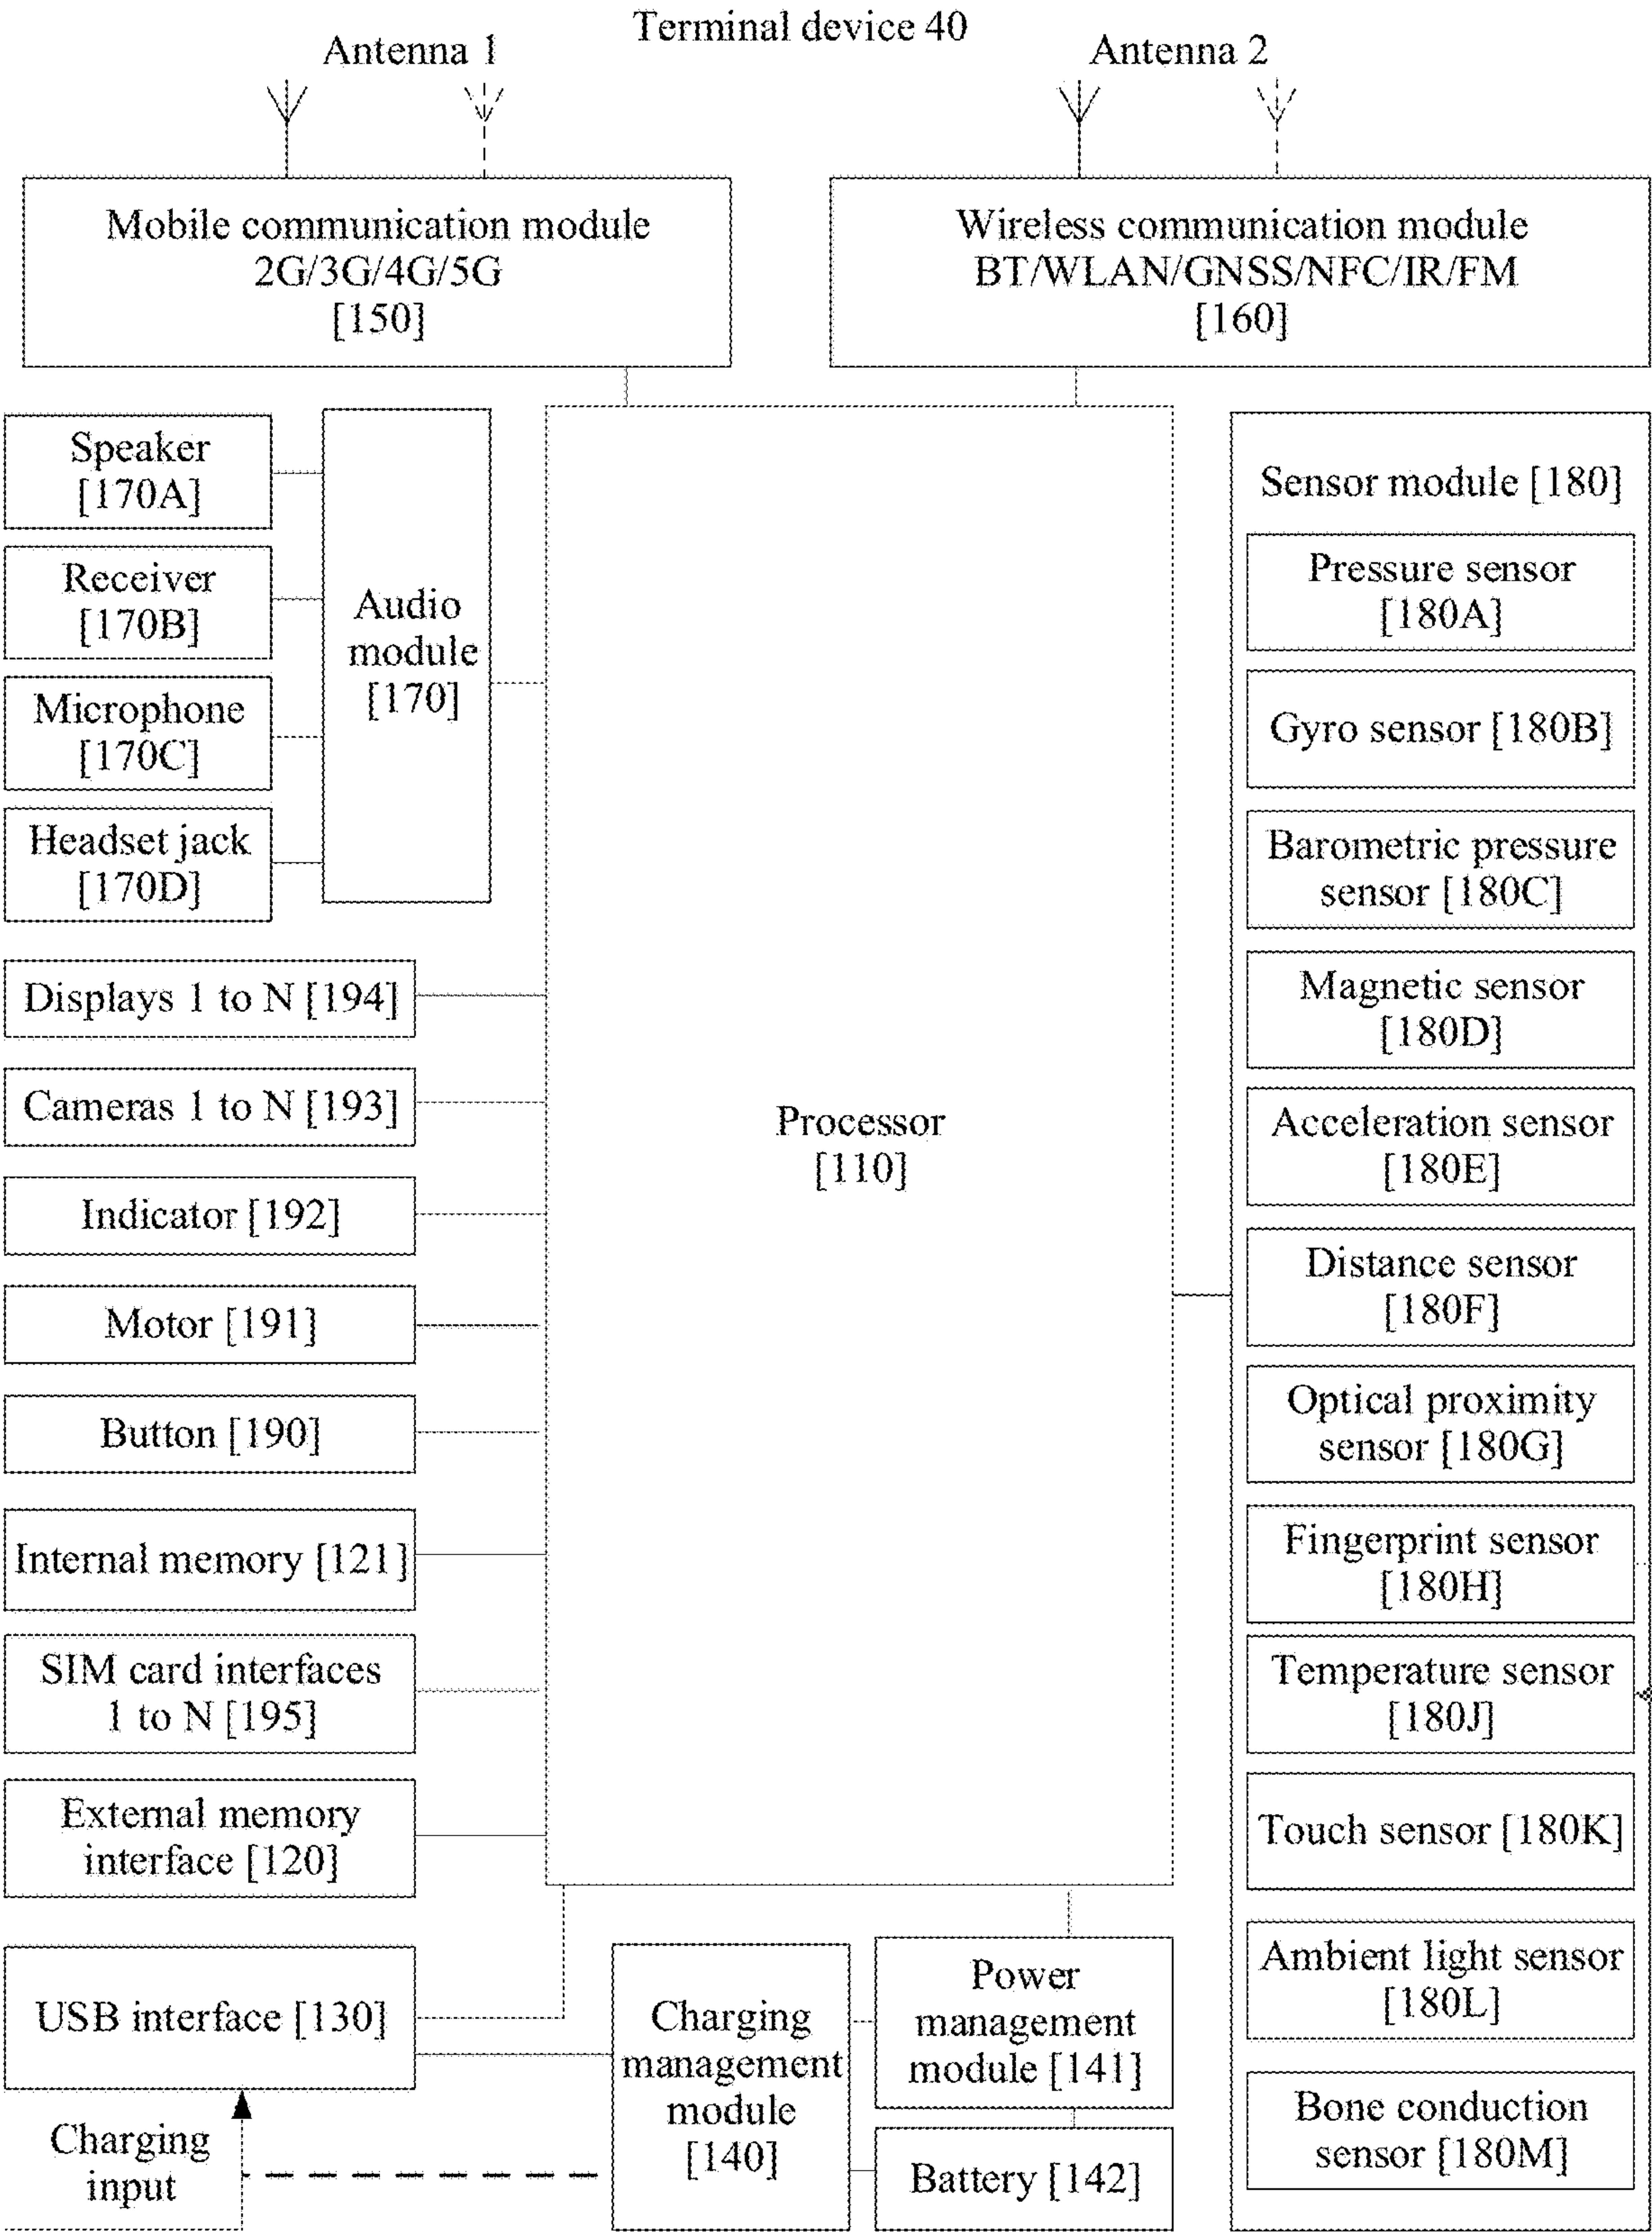 Terminal device 40
Antenna 1
Antenna 2
Mobile communication module
2G/3G/4G/5G
[150]
Wireless communication module
BT/WLAN/GNSS/NFC/IR/FM
[160]
Speaker
[170A]
Receiver
[170B]
Microphone
[170C]
Headset jack
[170D]
Audio
module
[170]
Displays 1 to N [194]
Cameras 1 to N [193]
Indicator [192]
Motor [191]
Button [190]
Internal memory [121]
SIM card interfaces
1 to N [195]
External memory
interface [120]
USB interface [130]
Charging
input
Processor
[110]
Charging
management
module
[140]
Power
management
module [141]
Battery [142]
Sensor module [180]
Pressure sensor
[180A]
Gyro sensor [180B]
Barometric pressure
sensor [180C]
Magnetic sensor
[180D]
Acceleration sensor
[180E]
Distance sensor
[180F]
Optical proximity
sensor [180G]
Fingerprint sensor
[180H]
Temperature sensor
[180J]
Touch sensor [180K]
Ambient light sensor
[180L]
Bone conduction
sensor [180M]